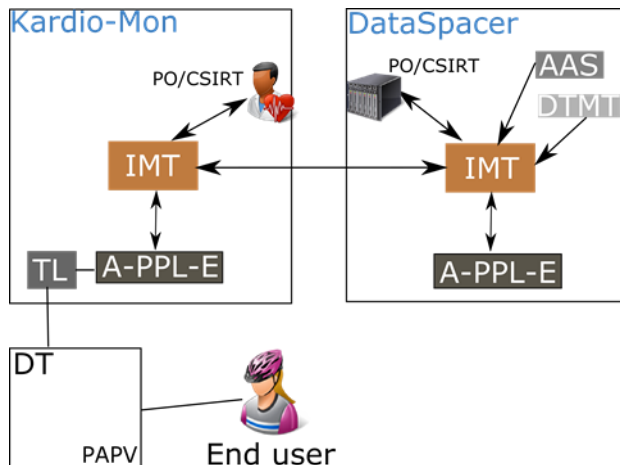 Kardio-Mon
PO/CSIRT
IMT
TL
A-PPL-E
DataSpacer
PO/CSIRT
AAS
DTMT
IMT
A-PPL-E
DT
PAPV
End user